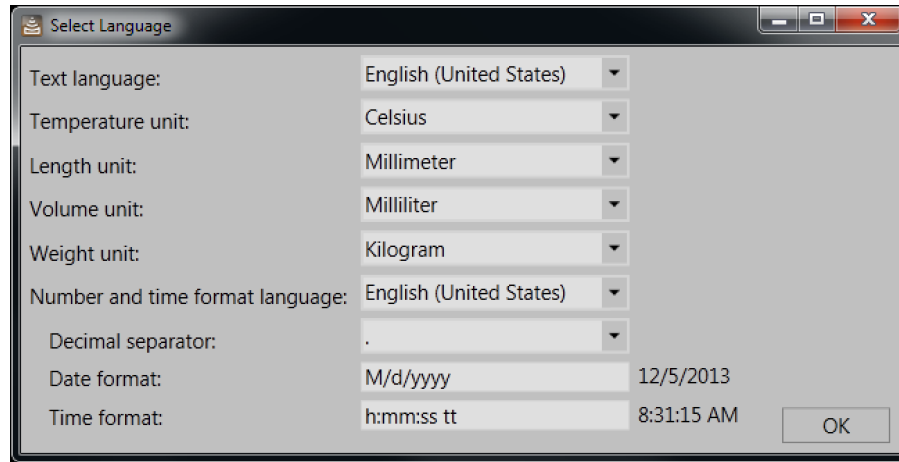 Select Language
Text language: English (United States)
Temperature unit: Celsius
Length unit: Millimeter
Volume unit: Milliliter
Weight unit: Kilogram
Number and time format language: English (United States)
Decimal separator: .
Date format: M/d/yyyy 12/5/2013
Time format: h:mm:ss tt 8:31:15 AM
OK